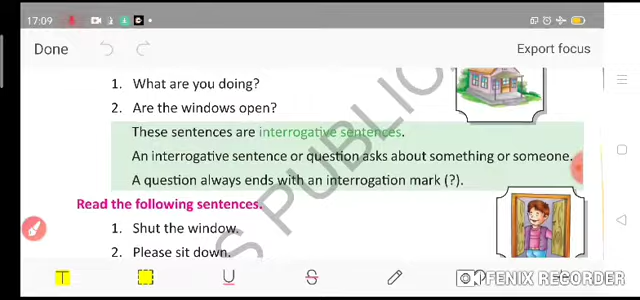 17:09
Done
Export focus
1. What are you doing?
2. Are the windows open?
These sentences are interrogative sentences.
An interrogative sentence or question asks about something or someone.
A question always ends with an interrogation mark (?).
Read the following sentences.
1. Shut the window.
2. Please sit down.
S PUBLIC
FENIX RECORDER